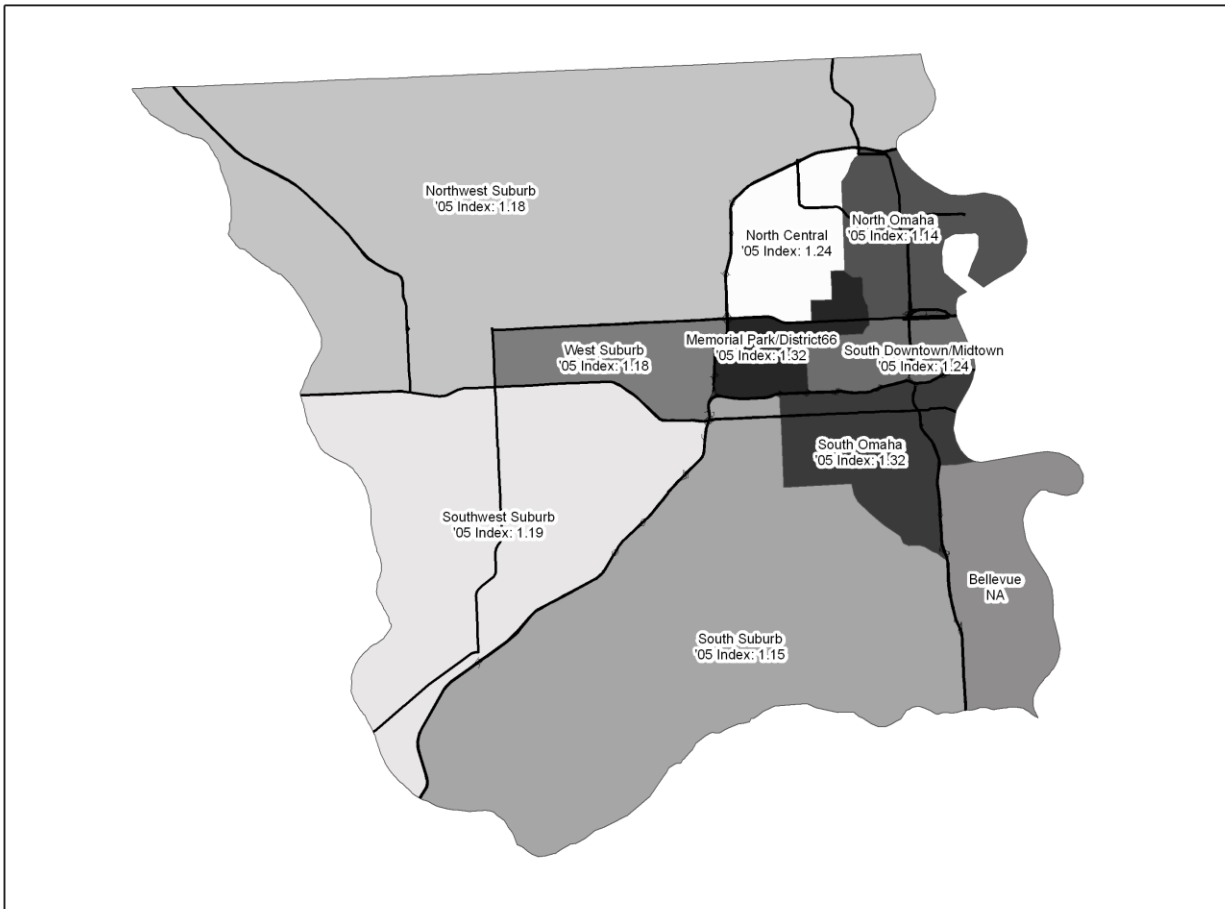 Northwest Suburb
'05 Index: 1.18
North Central
'05 Index: 1.24
North Omaha
'05 Index: 1.14
West Suburb
'05 Index: 1.18
Memorial Park/District66
'05 Index: 1.32
South Downtown/Midtown
'05 Index: 1.24
South Omaha
'05 Index: 1.32
Southwest Suburb
'05 Index: 1.19
Bellevue
NA
South Suburb
'05 Index: 1.15